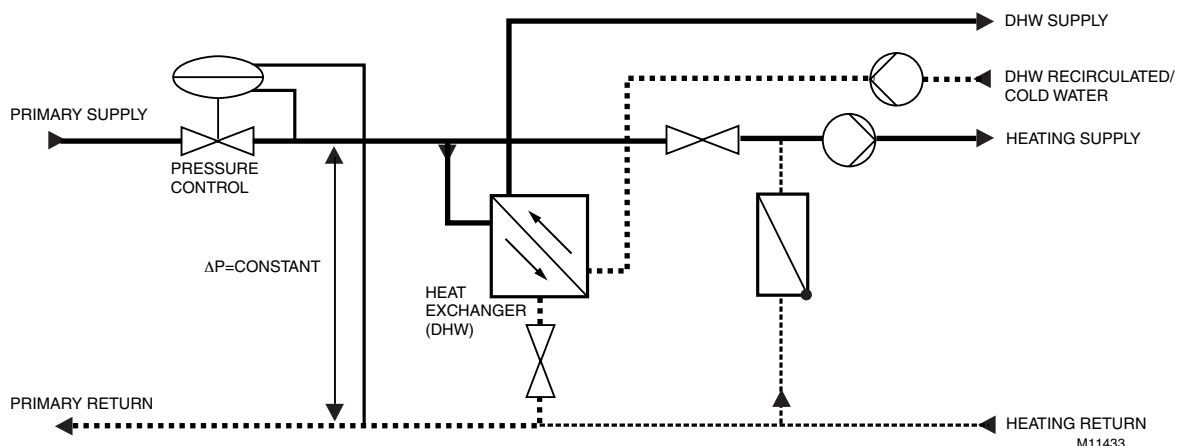 DHW SUPPLY
DHW RECIRCULATED/
COLD WATER
PRIMARY SUPPLY
HEATING SUPPLY
PRESSURE
CONTROL
ΔP=CONSTANT
HEAT
EXCHANGER
(DHW)
PRIMARY RETURN
HEATING RETURN
M11433